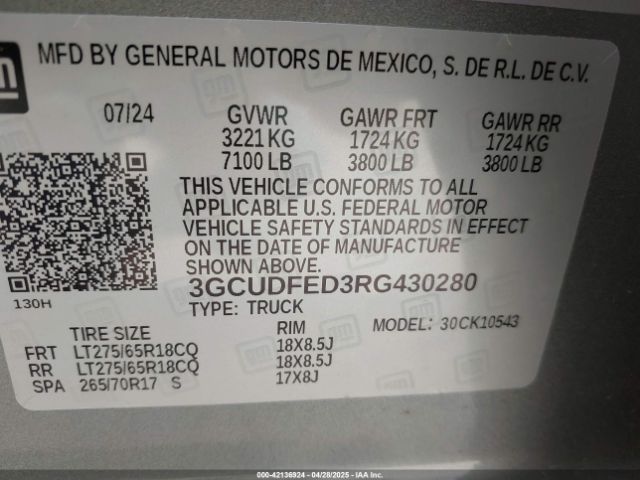 GM
MFD BY GENERAL MOTORS DE MEXICO, S. DE R.L. DE C.V.
07/24 GVWR GAWR FRT GAWR RR
3221 KG 1724 KG 1724 KG
7100 LB 3800 LB 3800 LB
THIS VEHICLE CONFORMS TO ALL
APPLICABLE U.S. FEDERAL MOTOR
VEHICLE SAFETY STANDARDS IN EFFECT
ON THE DATE OF MANUFACTURE
SHOWN ABOVE.
3GCUDFED3RG430280
130H
TYPE: TRUCK
TIRE SIZE RIM MODEL: 30CK10543
FRT LT275/65R18CQ 18X8.5J
RR LT275/65R18CQ 18X8.5J
SPA 265/70R17 S 17X8J
000-42136924 | 04/28/2025 - IAA, Inc.